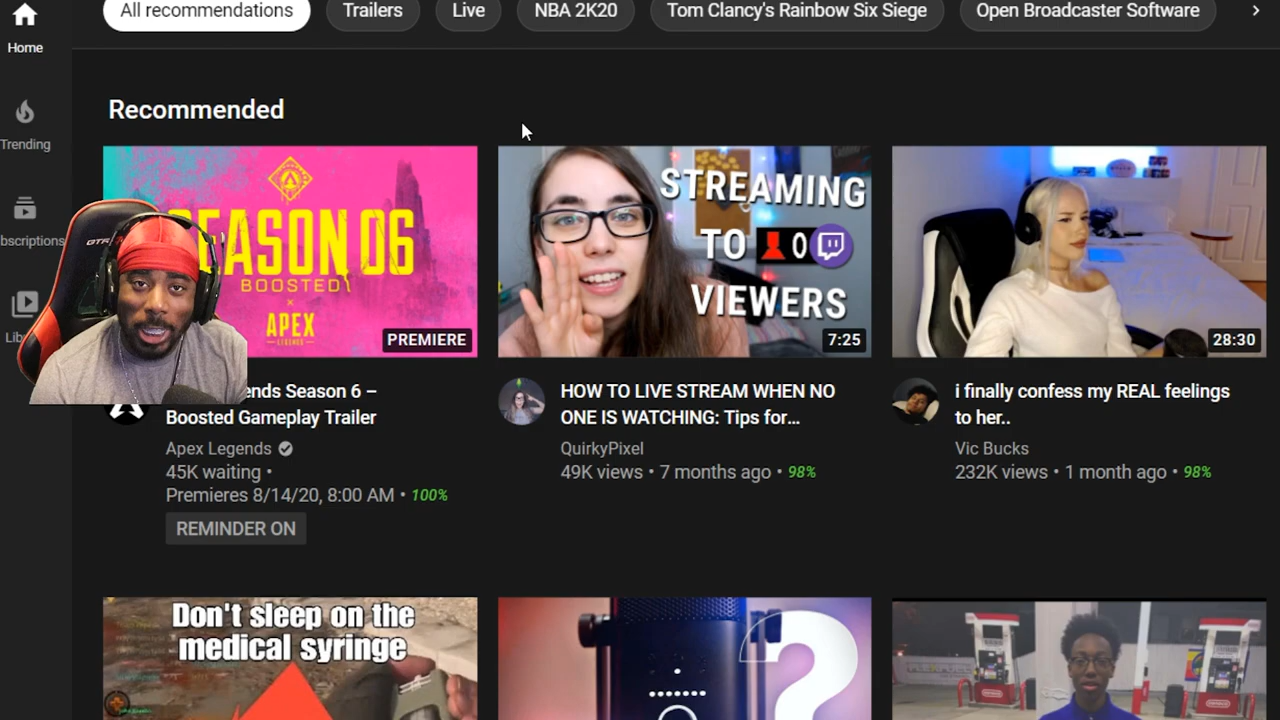 All recommendations
Trailers
Live
NBA 2K20
Tom Clancy's Rainbow Six Siege
Open Broadcaster Software
Home
Trending
bscriptions
Lib
Recommended
GTR
SEASON 06
BOOSTED
×
APEX
LEGENDS
PREMIERE
STREAMING
TO 0
VIEWERS
7:25
28:30
ends Season 6 –
Boosted Gameplay Trailer
Apex Legends
45K waiting •
Premieres 8/14/20, 8:00 AM • 100%
REMINDER ON
HOW TO LIVE STREAM WHEN NO
ONE IS WATCHING: Tips for...
QuirkyPixel
49K views • 7 months ago • 98%
i finally confess my REAL feelings
to her..
Vic Bucks
232K views • 1 month ago • 98%
Don't sleep on the
medical syringe
?